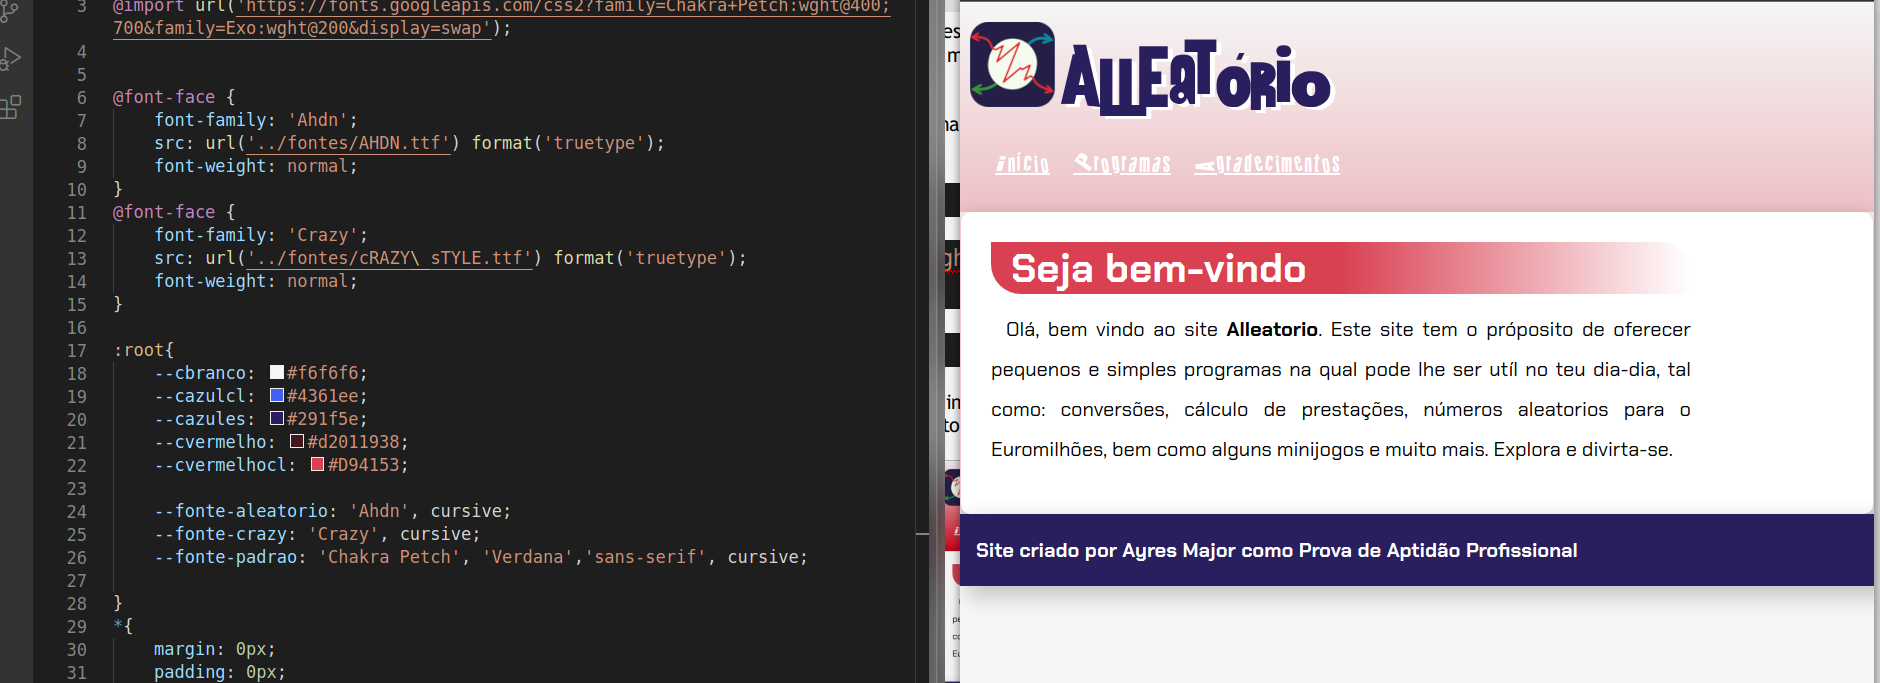 3 @import url('https://fonts.googleapis.com/css2?family=Chakra+Petch:wght@400;
700&family=Exo:wght@200&display=swap');
4
5
6 @font-face {
7 font-family: 'Ahdn';
8 src: url('../fontes/AHDN.ttf') format('truetype');
9 font-weight: normal;
10 }
11 @font-face {
12 font-family: 'Crazy';
13 src: url('../fontes/cRAZY\ sTYLE.ttf') format('truetype');
14 font-weight: normal;
15 }
16
17 :root{
18 --cbranco: #f6f6f6;
19 --cazulcl: #4361ee;
20 --cazules: #291f5e;
21 --cvermelho: #d2011938;
22 --cvermelhocl: #D94153;
23
24 --fonte-aleatorio: 'Ahdn', cursive;
25 --fonte-crazy: 'Crazy', cursive;
26 --fonte-padrao: 'Chakra Petch', 'Verdana','sans-serif', cursive;
27
28 }
29 *{
30 margin: 0px;
31 padding: 0px;
ALLEaTóRio
início Programas Agradecimentos
Seja bem-vindo
Olá, bem vindo ao site Alleatorio. Este site tem o próposito de oferecer
pequenos e simples programas na qual pode lhe ser utíl no teu dia-dia, tal
como: conversões, cálculo de prestações, números aleatorios para o
Euromilhões, bem como alguns minijogos e muito mais. Explora e divirta-se.
Site criado por Ayres Major como Prova de Aptidão Profissional